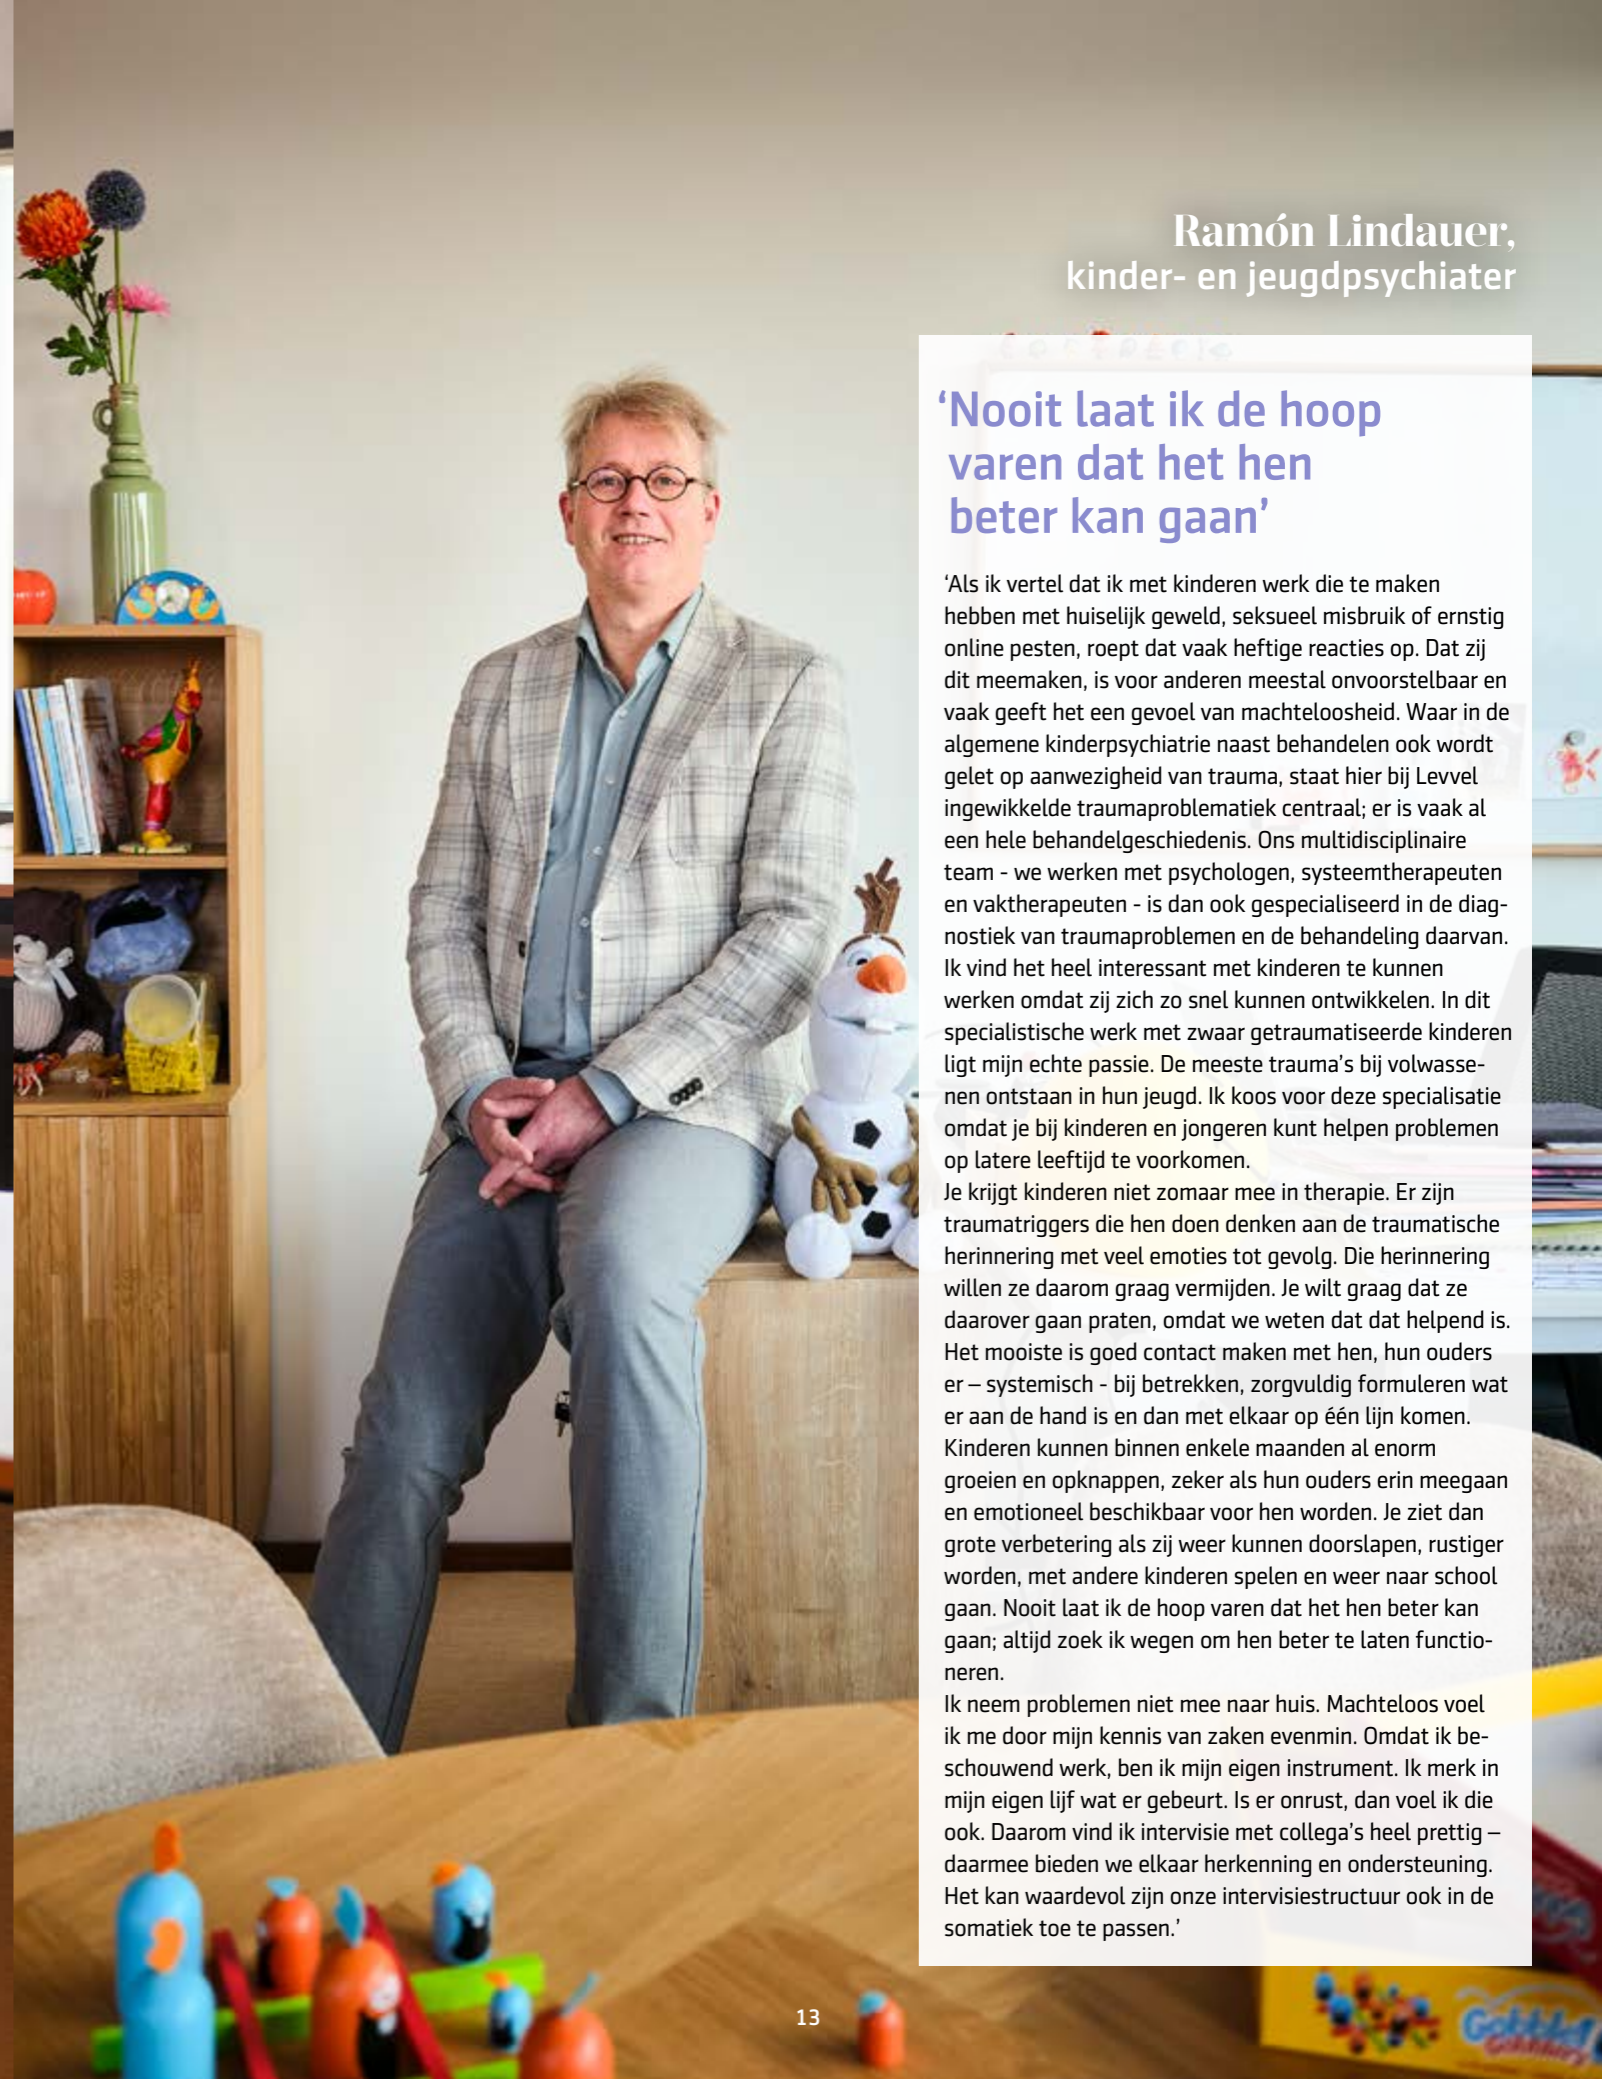 Ramón Lindauer,
kinder- en jeugdpsychiater
‘Nooit laat ik de hoop
varen dat het hen
beter kan gaan’
‘Als ik vertel dat ik met kinderen werk die te maken
hebben met huiselijk geweld, seksueel misbruik of ernstig
online pesten, roept dat vaak heftige reacties op. Dat zij
dit meemaken, is voor anderen meestal onvoorstelbaar en
vaak geeft het een gevoel van machteloosheid. Waar in de
algemene kinderpsychiatrie naast behandelen ook wordt
gelet op aanwezigheid van trauma, staat hier bij Levvel
ingewikkelde traumaproblematiek centraal; er is vaak al
een hele behandelgeschiedenis. Ons multidisciplinaire
team - we werken met psychologen, systeemtherapeuten
en vaktherapeuten - is dan ook gespecialiseerd in de diag-
nostiek van traumaproblemen en de behandeling daarvan.
Ik vind het heel interessant met kinderen te kunnen
werken omdat zij zich zo snel kunnen ontwikkelen. In dit
specialistische werk met zwaar getraumatiseerde kinderen
ligt mijn echte passie. De meeste trauma’s bij volwasse-
nen ontstaan in hun jeugd. Ik koos voor deze specialisatie
omdat je bij kinderen en jongeren kunt helpen problemen
op latere leeftijd te voorkomen.
Je krijgt kinderen niet zomaar mee in therapie. Er zijn
traumatriggers die hen doen denken aan de traumatische
herinnering met veel emoties tot gevolg. Die herinnering
willen ze daarom graag vermijden. Je wilt graag dat ze
daarover gaan praten, omdat we weten dat dat helpend is.
Het mooiste is goed contact maken met hen, hun ouders
er – systemisch - bij betrekken, zorgvuldig formuleren wat
er aan de hand is en dan met elkaar op één lijn komen.
Kinderen kunnen binnen enkele maanden al enorm
groeien en opknappen, zeker als hun ouders erin meegaan
en emotioneel beschikbaar voor hen worden. Je ziet dan
grote verbetering als zij weer kunnen doorslapen, rustiger
worden, met andere kinderen spelen en weer naar school
gaan. Nooit laat ik de hoop varen dat het hen beter kan
gaan; altijd zoek ik wegen om hen beter te laten functio-
neren.
Ik neem problemen niet mee naar huis. Machteloos voel
ik me door mijn kennis van zaken evenmin. Omdat ik be-
schouwend werk, ben ik mijn eigen instrument. Ik merk in
mijn eigen lijf wat er gebeurt. Is er onrust, dan voel ik die
ook. Daarom vind ik intervisie met collega’s heel prettig –
daarmee bieden we elkaar herkenning en ondersteuning.
Het kan waardevol zijn onze intervisiestructuur ook in de
somatiek toe te passen.’
13
Gobblet
Gobblers